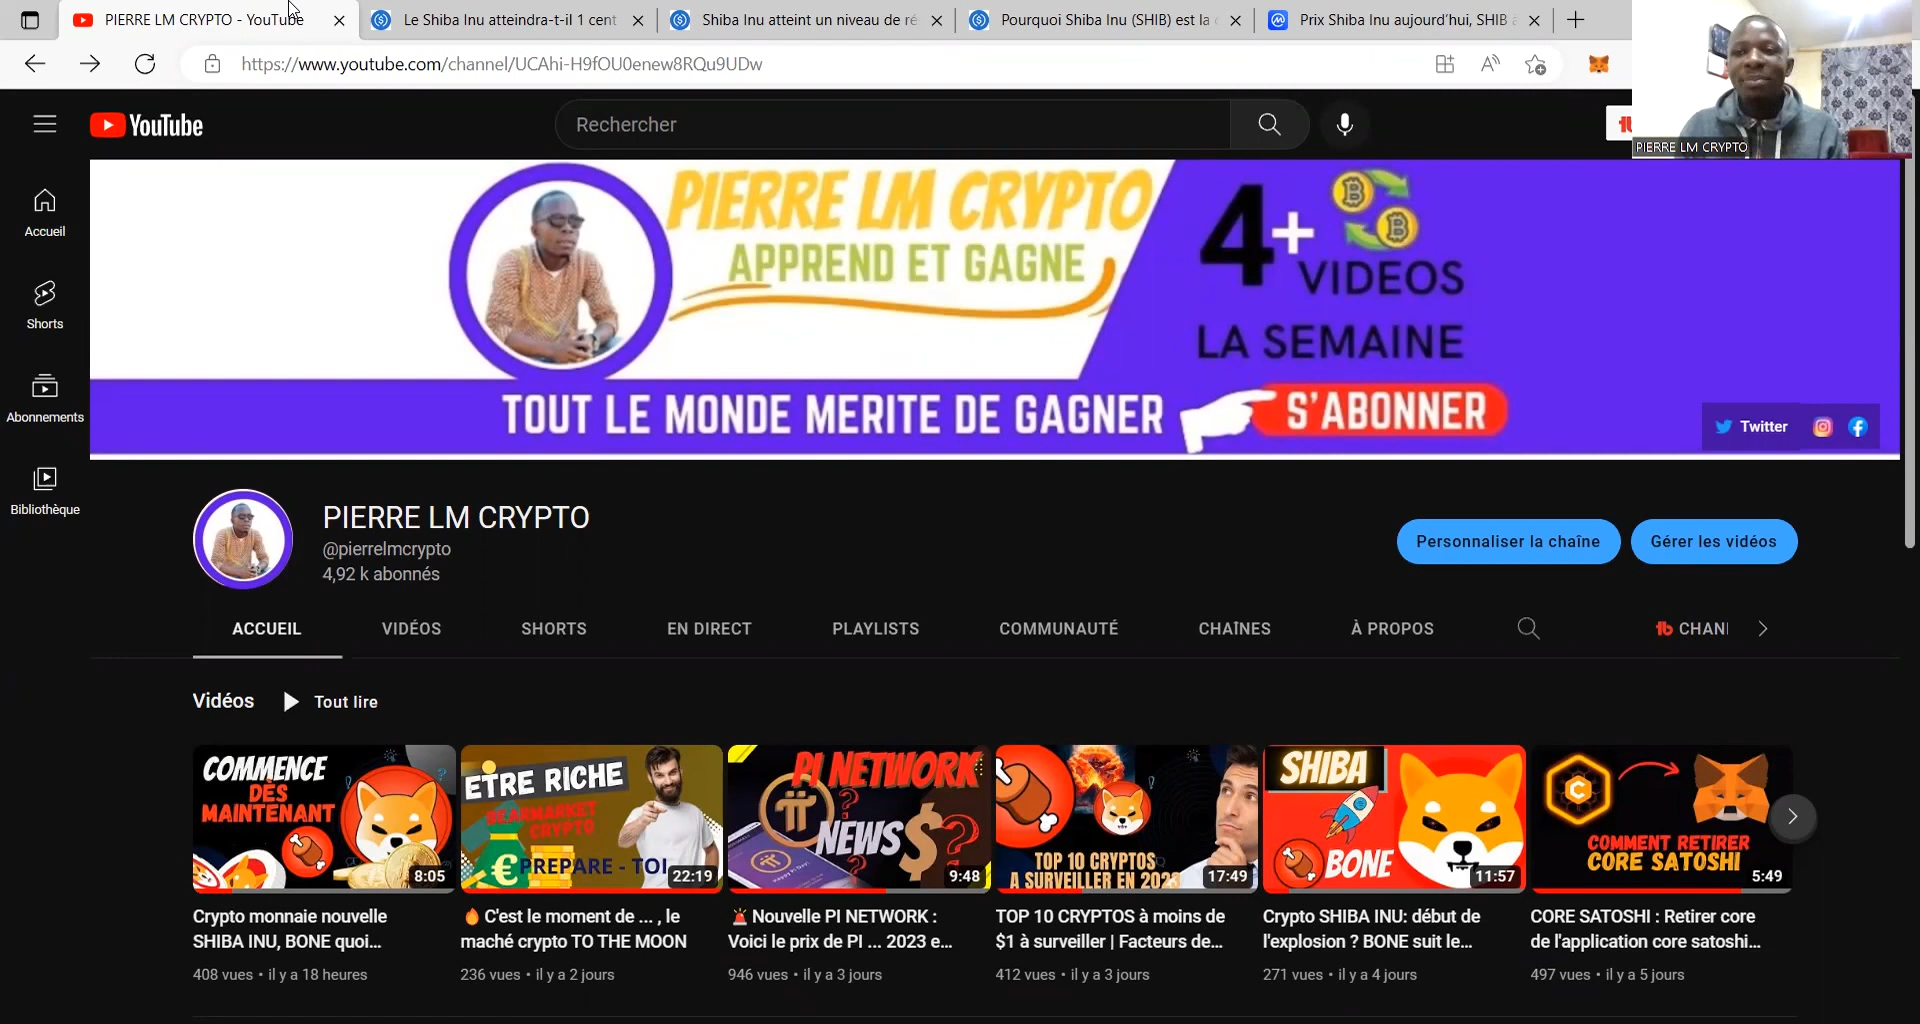 PIERRE LM CRYPTO - YouTube
Le Shiba Inu atteindra-t-il 1 cent
Shiba Inu atteint un niveau de ré
Pourquoi Shiba Inu (SHIB) est la
Prix Shiba Inu aujourd'hui, SHIB
https://www.youtube.com/channel/UCAhi-H9fOU0enew8RQu9UDw
PIERRE LM CRYPTO
YouTube
Rechercher
Accueil
Shorts
Abonnements
Bibliothèque
PIERRE LM CRYPTO
APPREND ET GAGNE
4+
VIDEOS
LA SEMAINE
TOUT LE MONDE MERITE DE GAGNER
S'ABONNER
Twitter
PIERRE LM CRYPTO
@pierrelmcrypto
4,92 k abonnés
Personnaliser la chaîne
Gérer les vidéos
ACCUEIL
VIDÉOS
SHORTS
EN DIRECT
PLAYLISTS
COMMUNAUTÉ
CHAÎNES
À PROPOS
CHANI
Vidéos
Tout lire
COMMENCE
DÈS
MAINTENANT
8:05
ETRE RICHE
BEARMARKET
CRYPTO
PREPARE - TOI
22:19
PI NETWORK
NEWS
9:48
TOP 10 CRYPTOS
A SURVEILLER EN 202
17:49
SHIBA
BONE
11:57
COMMENT RETIRER
CORE SATOSHI
5:49
Crypto monnaie nouvelle
SHIBA INU, BONE quoi...
408 vues • il y a 18 heures
🔥 C'est le moment de ... , le
maché crypto TO THE MOON
236 vues • il y a 2 jours
🚨 Nouvelle PI NETWORK :
Voici le prix de PI ... 2023 e...
946 vues • il y a 3 jours
TOP 10 CRYPTOS à moins de
$1 à surveiller | Facteurs de...
412 vues • il y a 3 jours
Crypto SHIBA INU: début de
l'explosion ? BONE suit le...
271 vues • il y a 4 jours
CORE SATOSHI : Retirer core
de l'application core satoshi...
497 vues • il y a 5 jours